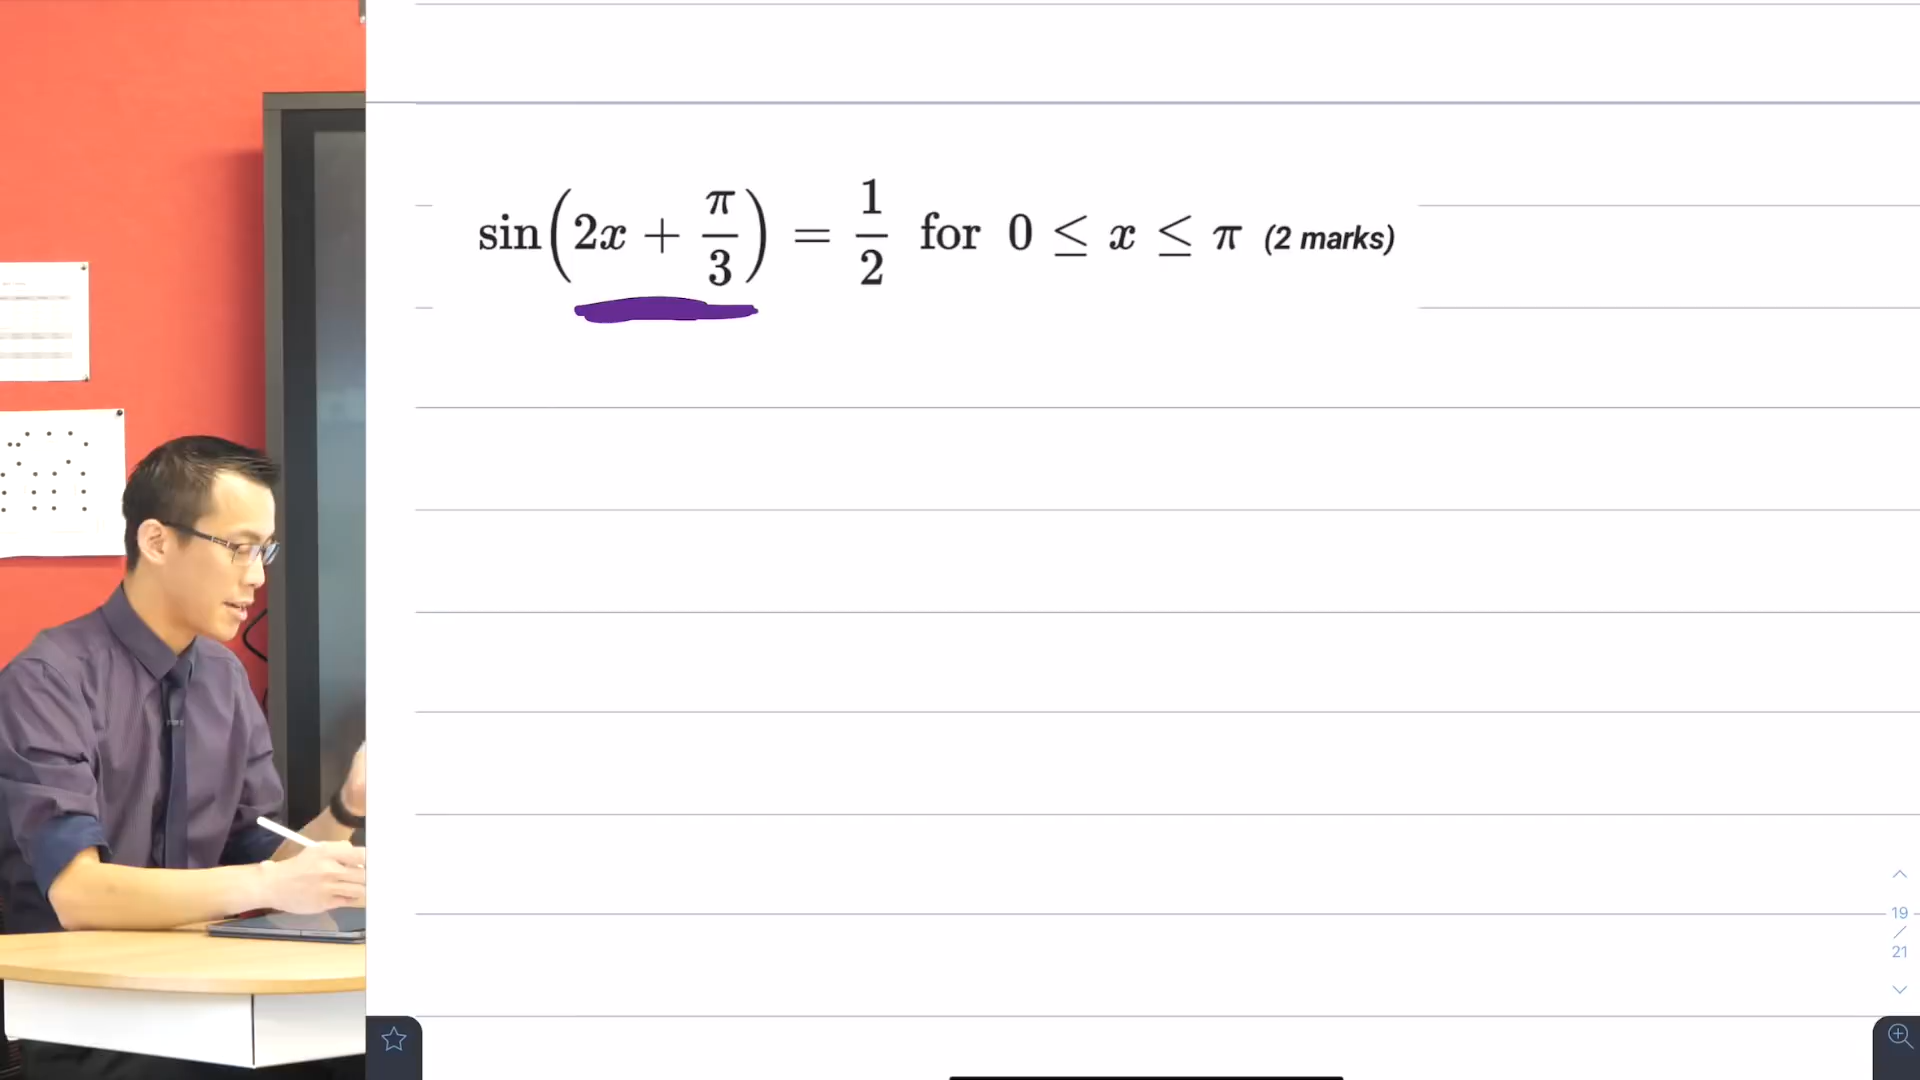 sin(2x + π/3) = 1/2 for 0 ≤ x ≤ π (2 marks)
19
/
21